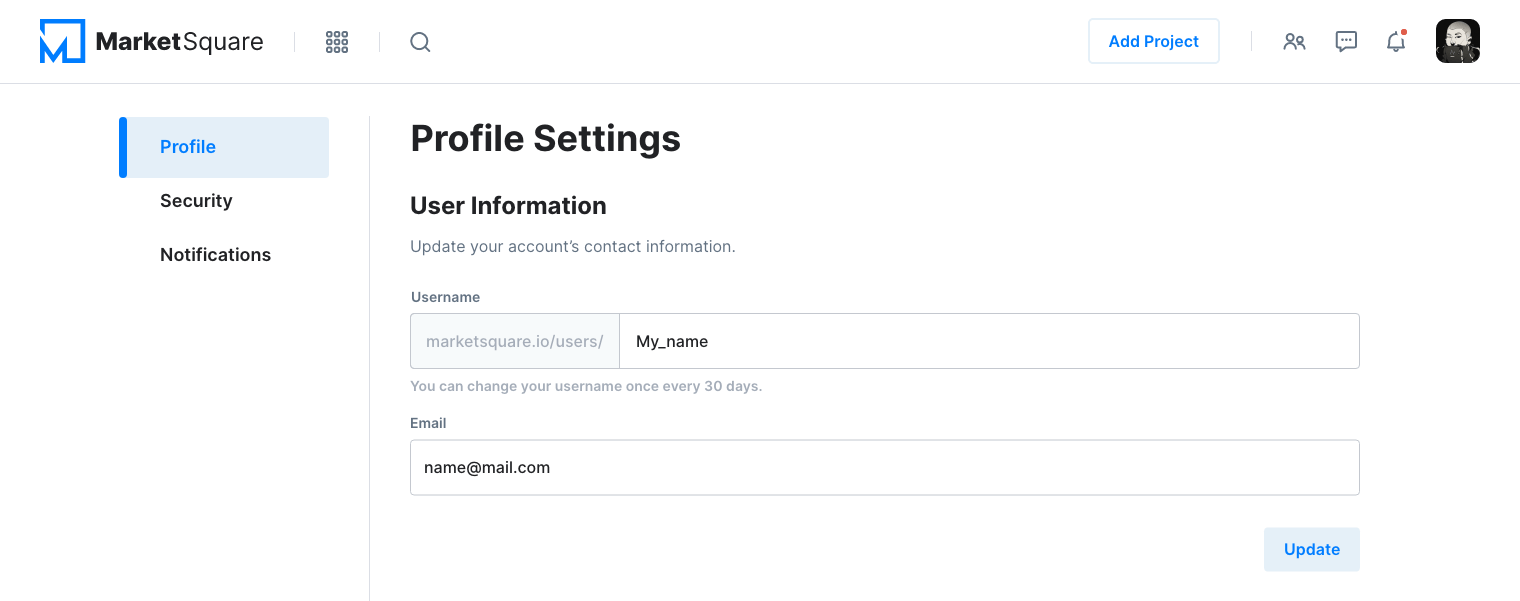 MarketSquare
Add Project
Profile
Security
Notifications
Profile Settings
User Information
Update your account’s contact information.
Username
marketsquare.io/users/ My_name
You can change your username once every 30 days.
Email
name@mail.com
Update